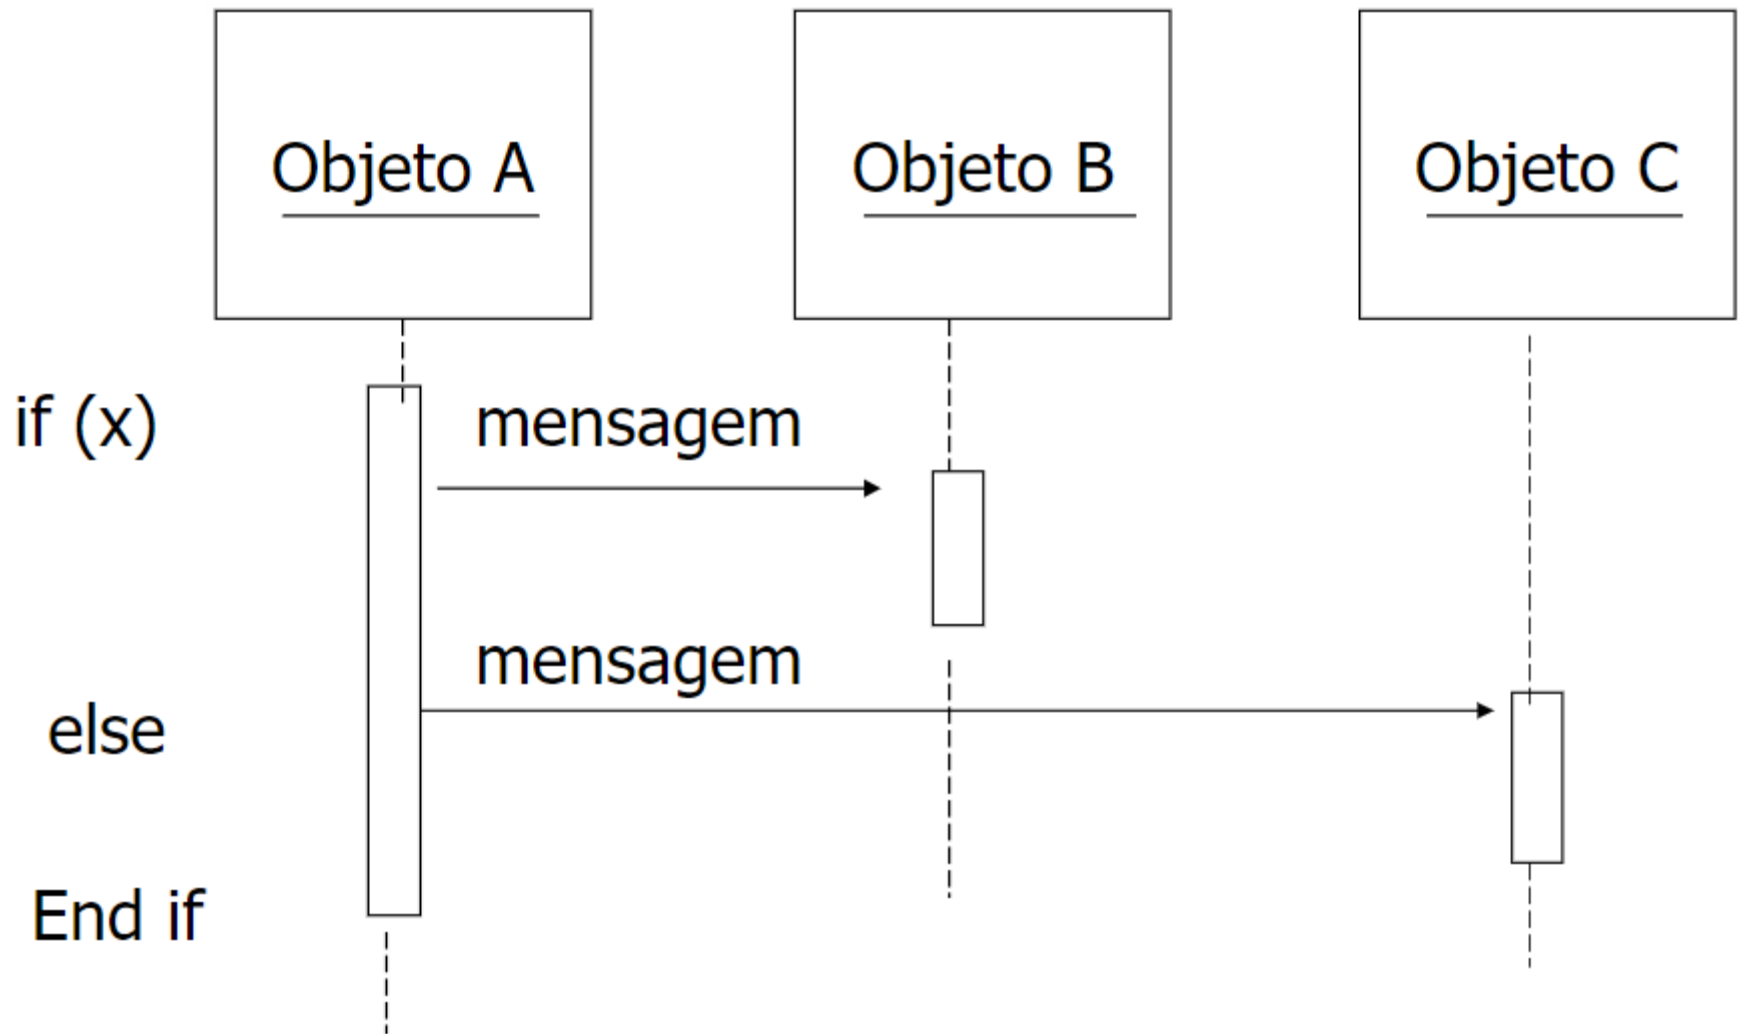 Objeto A
Objeto B
Objeto C
if (x)
mensagem
mensagem
else
End if